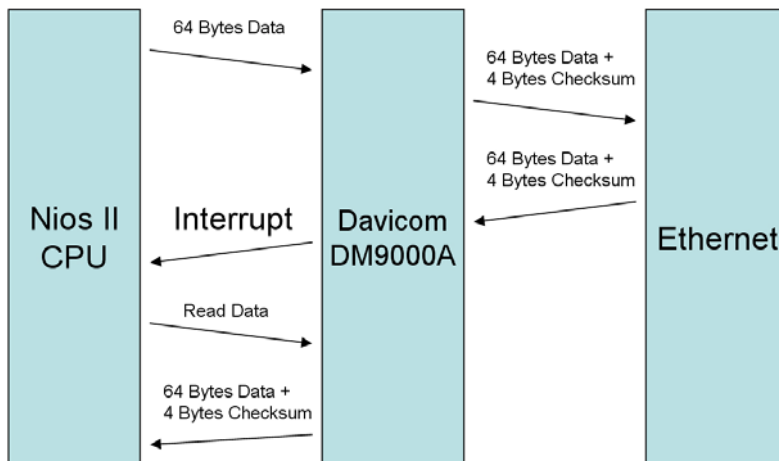 64 Bytes Data
64 Bytes Data +
4 Bytes Checksum
64 Bytes Data +
4 Bytes Checksum
Nios II
CPU
Interrupt
Davicom
DM9000A
Ethernet
Read Data
64 Bytes Data +
4 Bytes Checksum